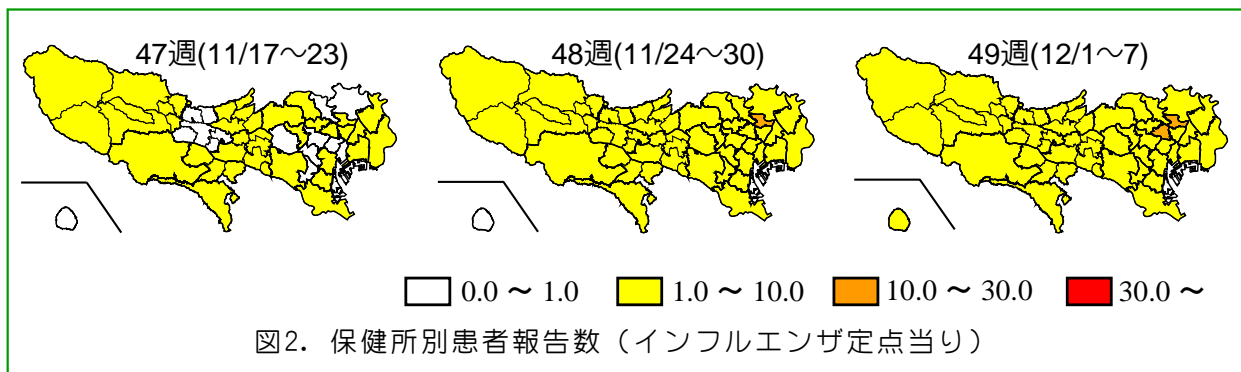 47週(11/17～23)
48週(11/24～30)
49週(12/1～7)
0.0 ～ 1.0
1.0 ～ 10.0
10.0 ～ 30.0
30.0 ～
図2. 保健所別患者報告数（インフルエンザ定点当り）